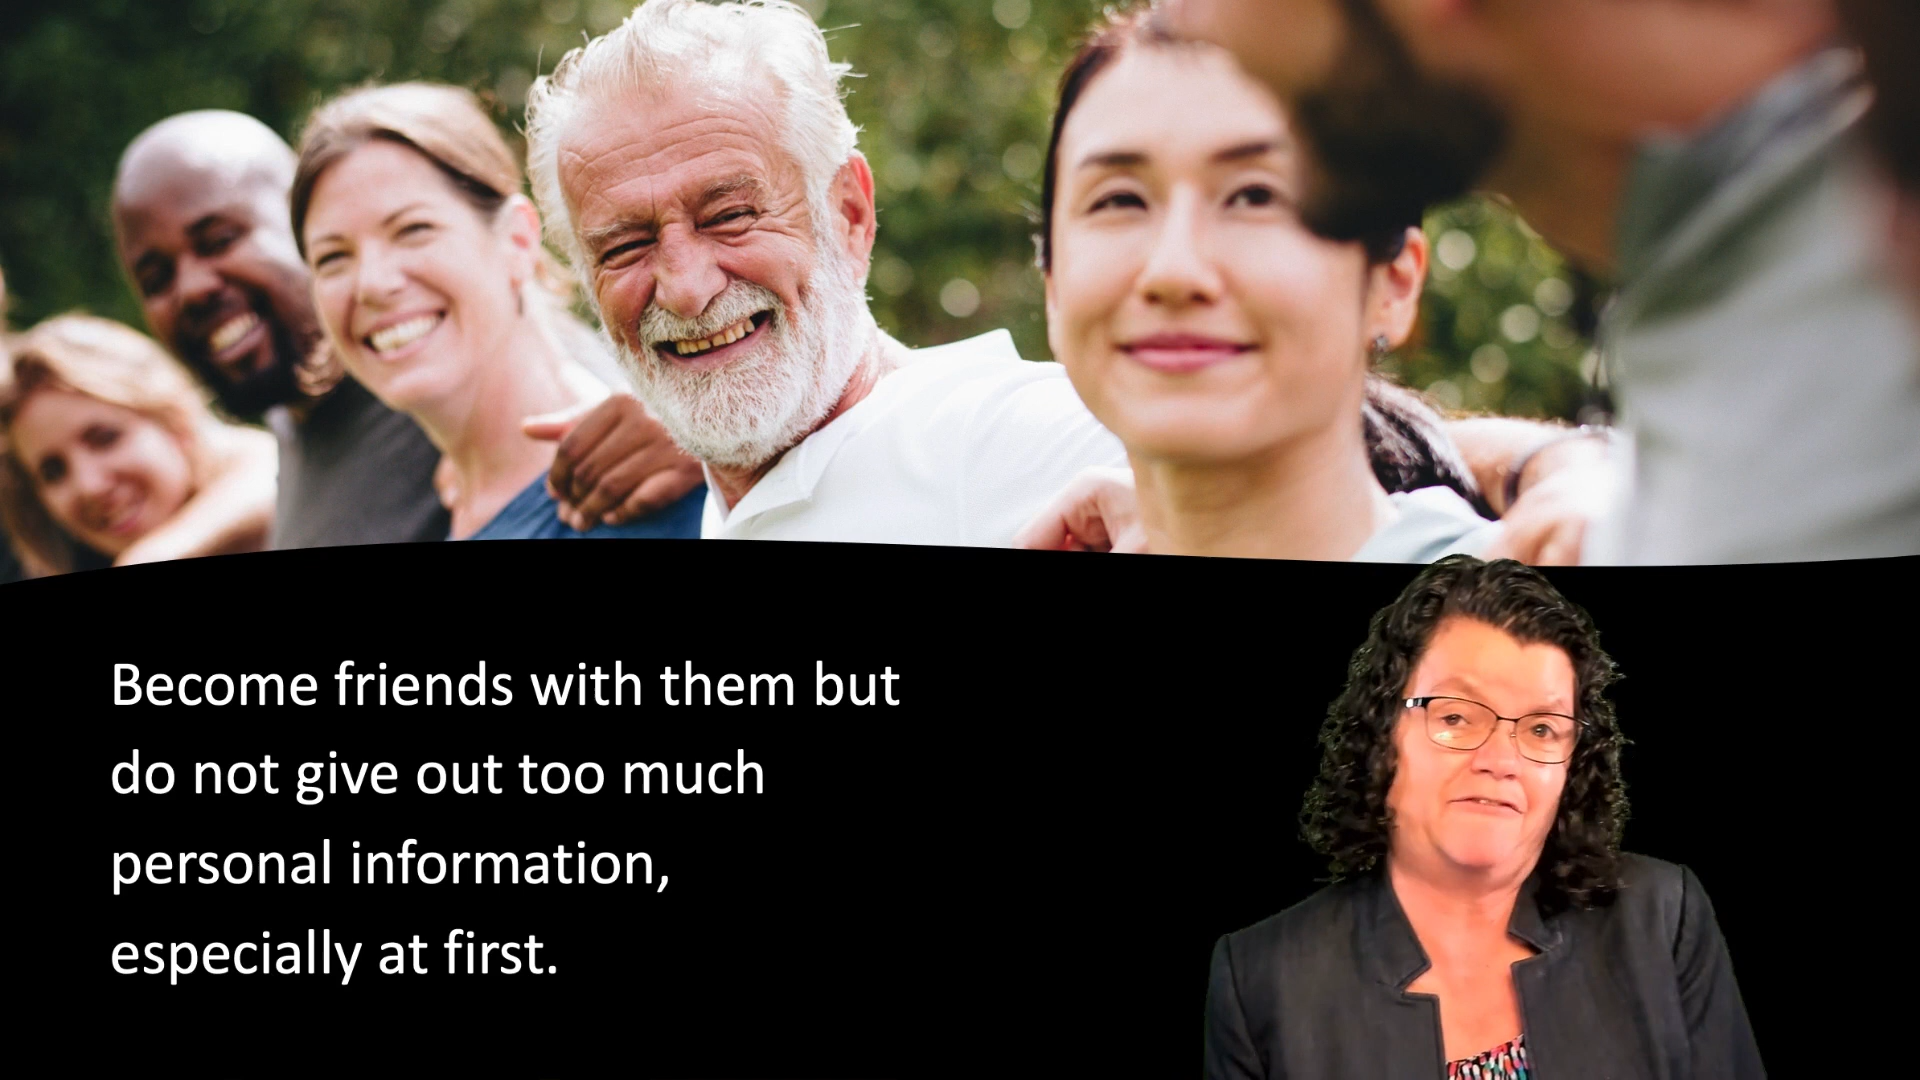 Become friends with them but
do not give out too much
personal information,
especially at first.